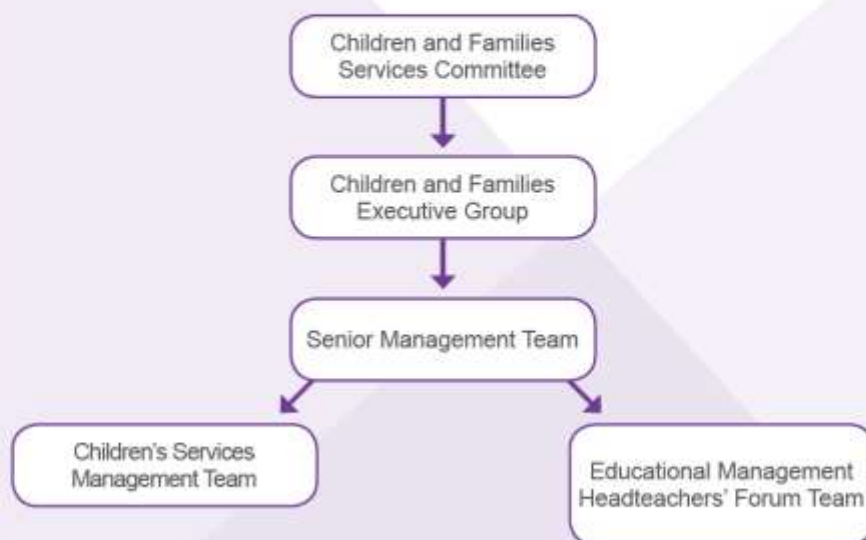 Children and Families
Services Committee
Children and Families
Executive Group
Senior Management Team
Children's Services
Management Team
Educational Management
Headteachers' Forum Team